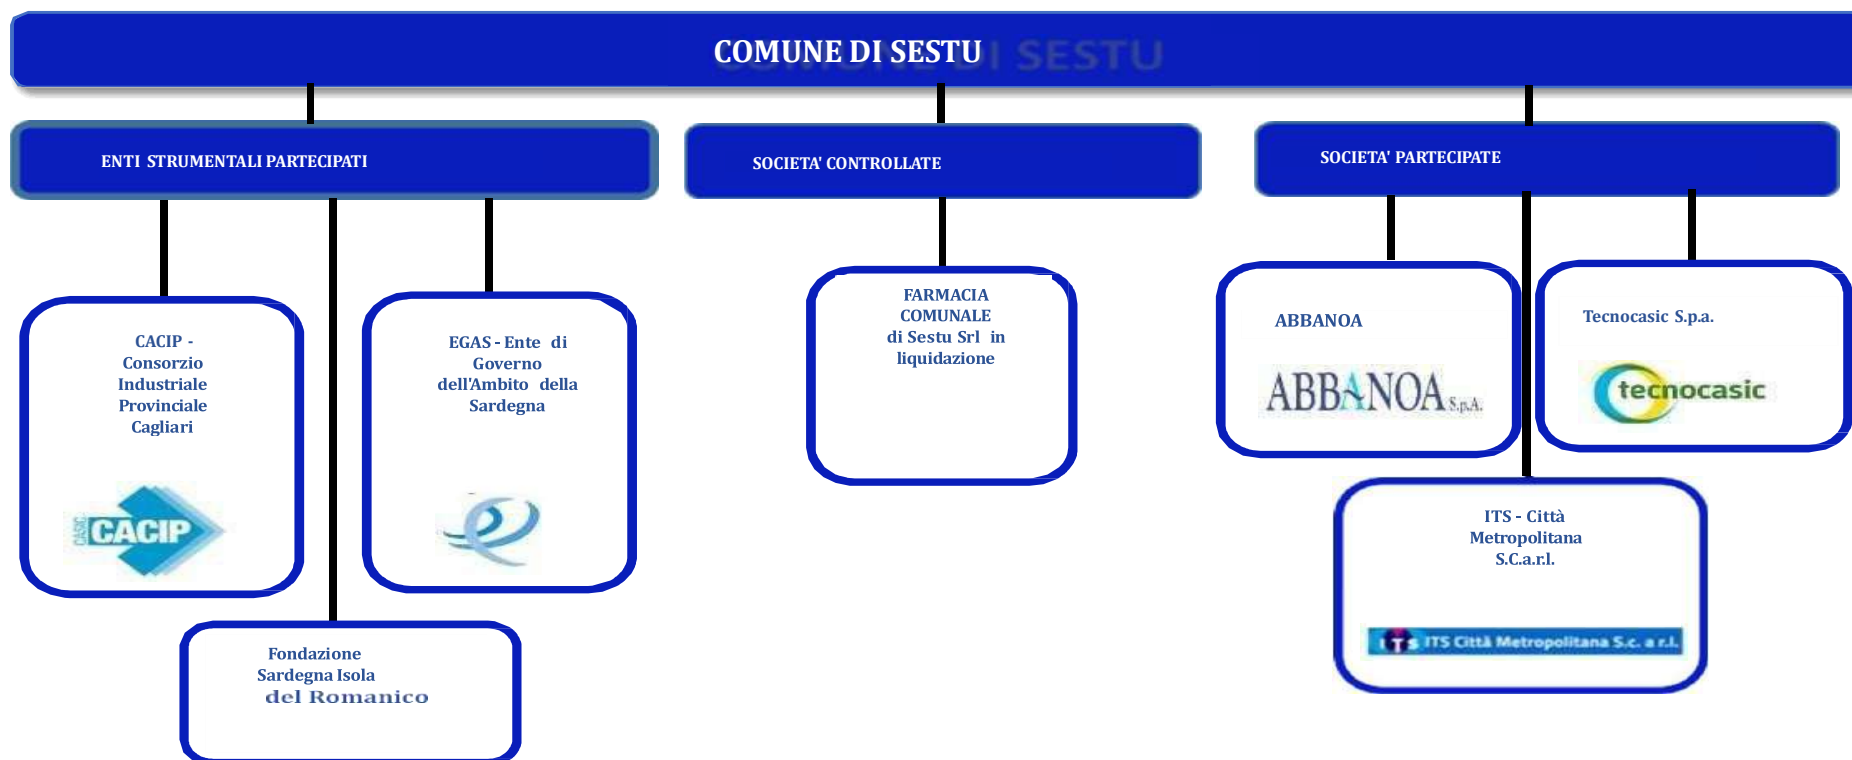 COMUNE DI SESTU
ENTI STRUMENTALI PARTECIPATI
SOCIETA' CONTROLLATE
SOCIETA' PARTECIPATE
CACIP -
Consorzio
Industriale
Provinciale
Cagliari
CASIC
CACIP
EGAS - Ente di
Governo
dell'Ambito della
Sardegna
Fondazione
Sardegna Isola
del Romanico
FARMACIA
COMUNALE
di Sestu Srl in
liquidazione
ABBANOA
ABBANOA S.p.A.
Tecnocasic S.p.a.
tecnocasic
ITS - Città
Metropolitana
S.C.a.r.l.
ITS ITS Città Metropolitana S.c. a r.l.